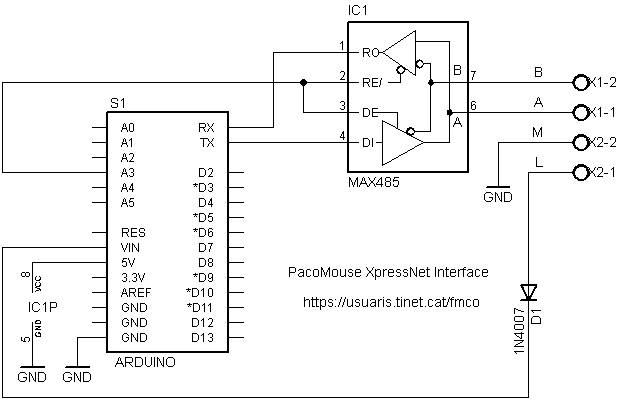 IC1
1 RO
2 RE/
3 DE
4 DI
B 7 B
A 6 A
MAX485
X1-2
X1-1
M X2-2
L X2-1
GND
S1
A0 RX
A1 TX
A2
A3 D2
A4 *D3
A5 D4
*D5
RES *D6
VIN D7
5V D8
3.3V *D9
AREF *D10
GND *D11
GND D12
GND D13
ARDUINO
8 VCC
IC1P
5 GND
GND
GND
PacoMouse XpressNet Interface
https://usuaris.tinet.cat/fmco
1N4007
D1